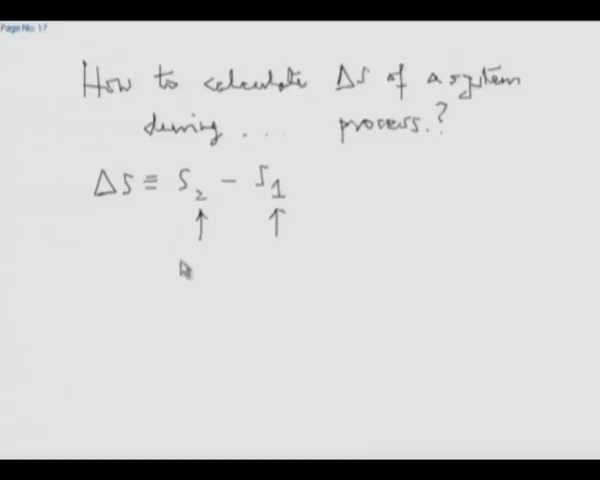 Page No: 17
How to calculate ΔS of a system
during ... process.?
ΔS ≡ S₂ - S₁